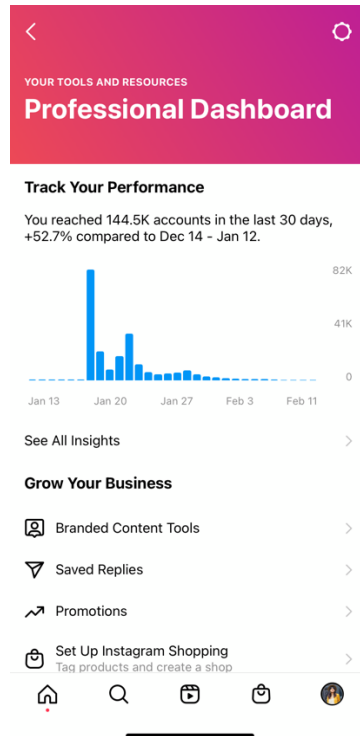 YOUR TOOLS AND RESOURCES
Professional Dashboard
Track Your Performance
You reached 144.5K accounts in the last 30 days,
+52.7% compared to Dec 14 - Jan 12.
82K
41K
0
Jan 13 Jan 20 Jan 27 Feb 3 Feb 11
See All Insights
Grow Your Business
Branded Content Tools
Saved Replies
Promotions
Set Up Instagram Shopping
Tag products and create a shop